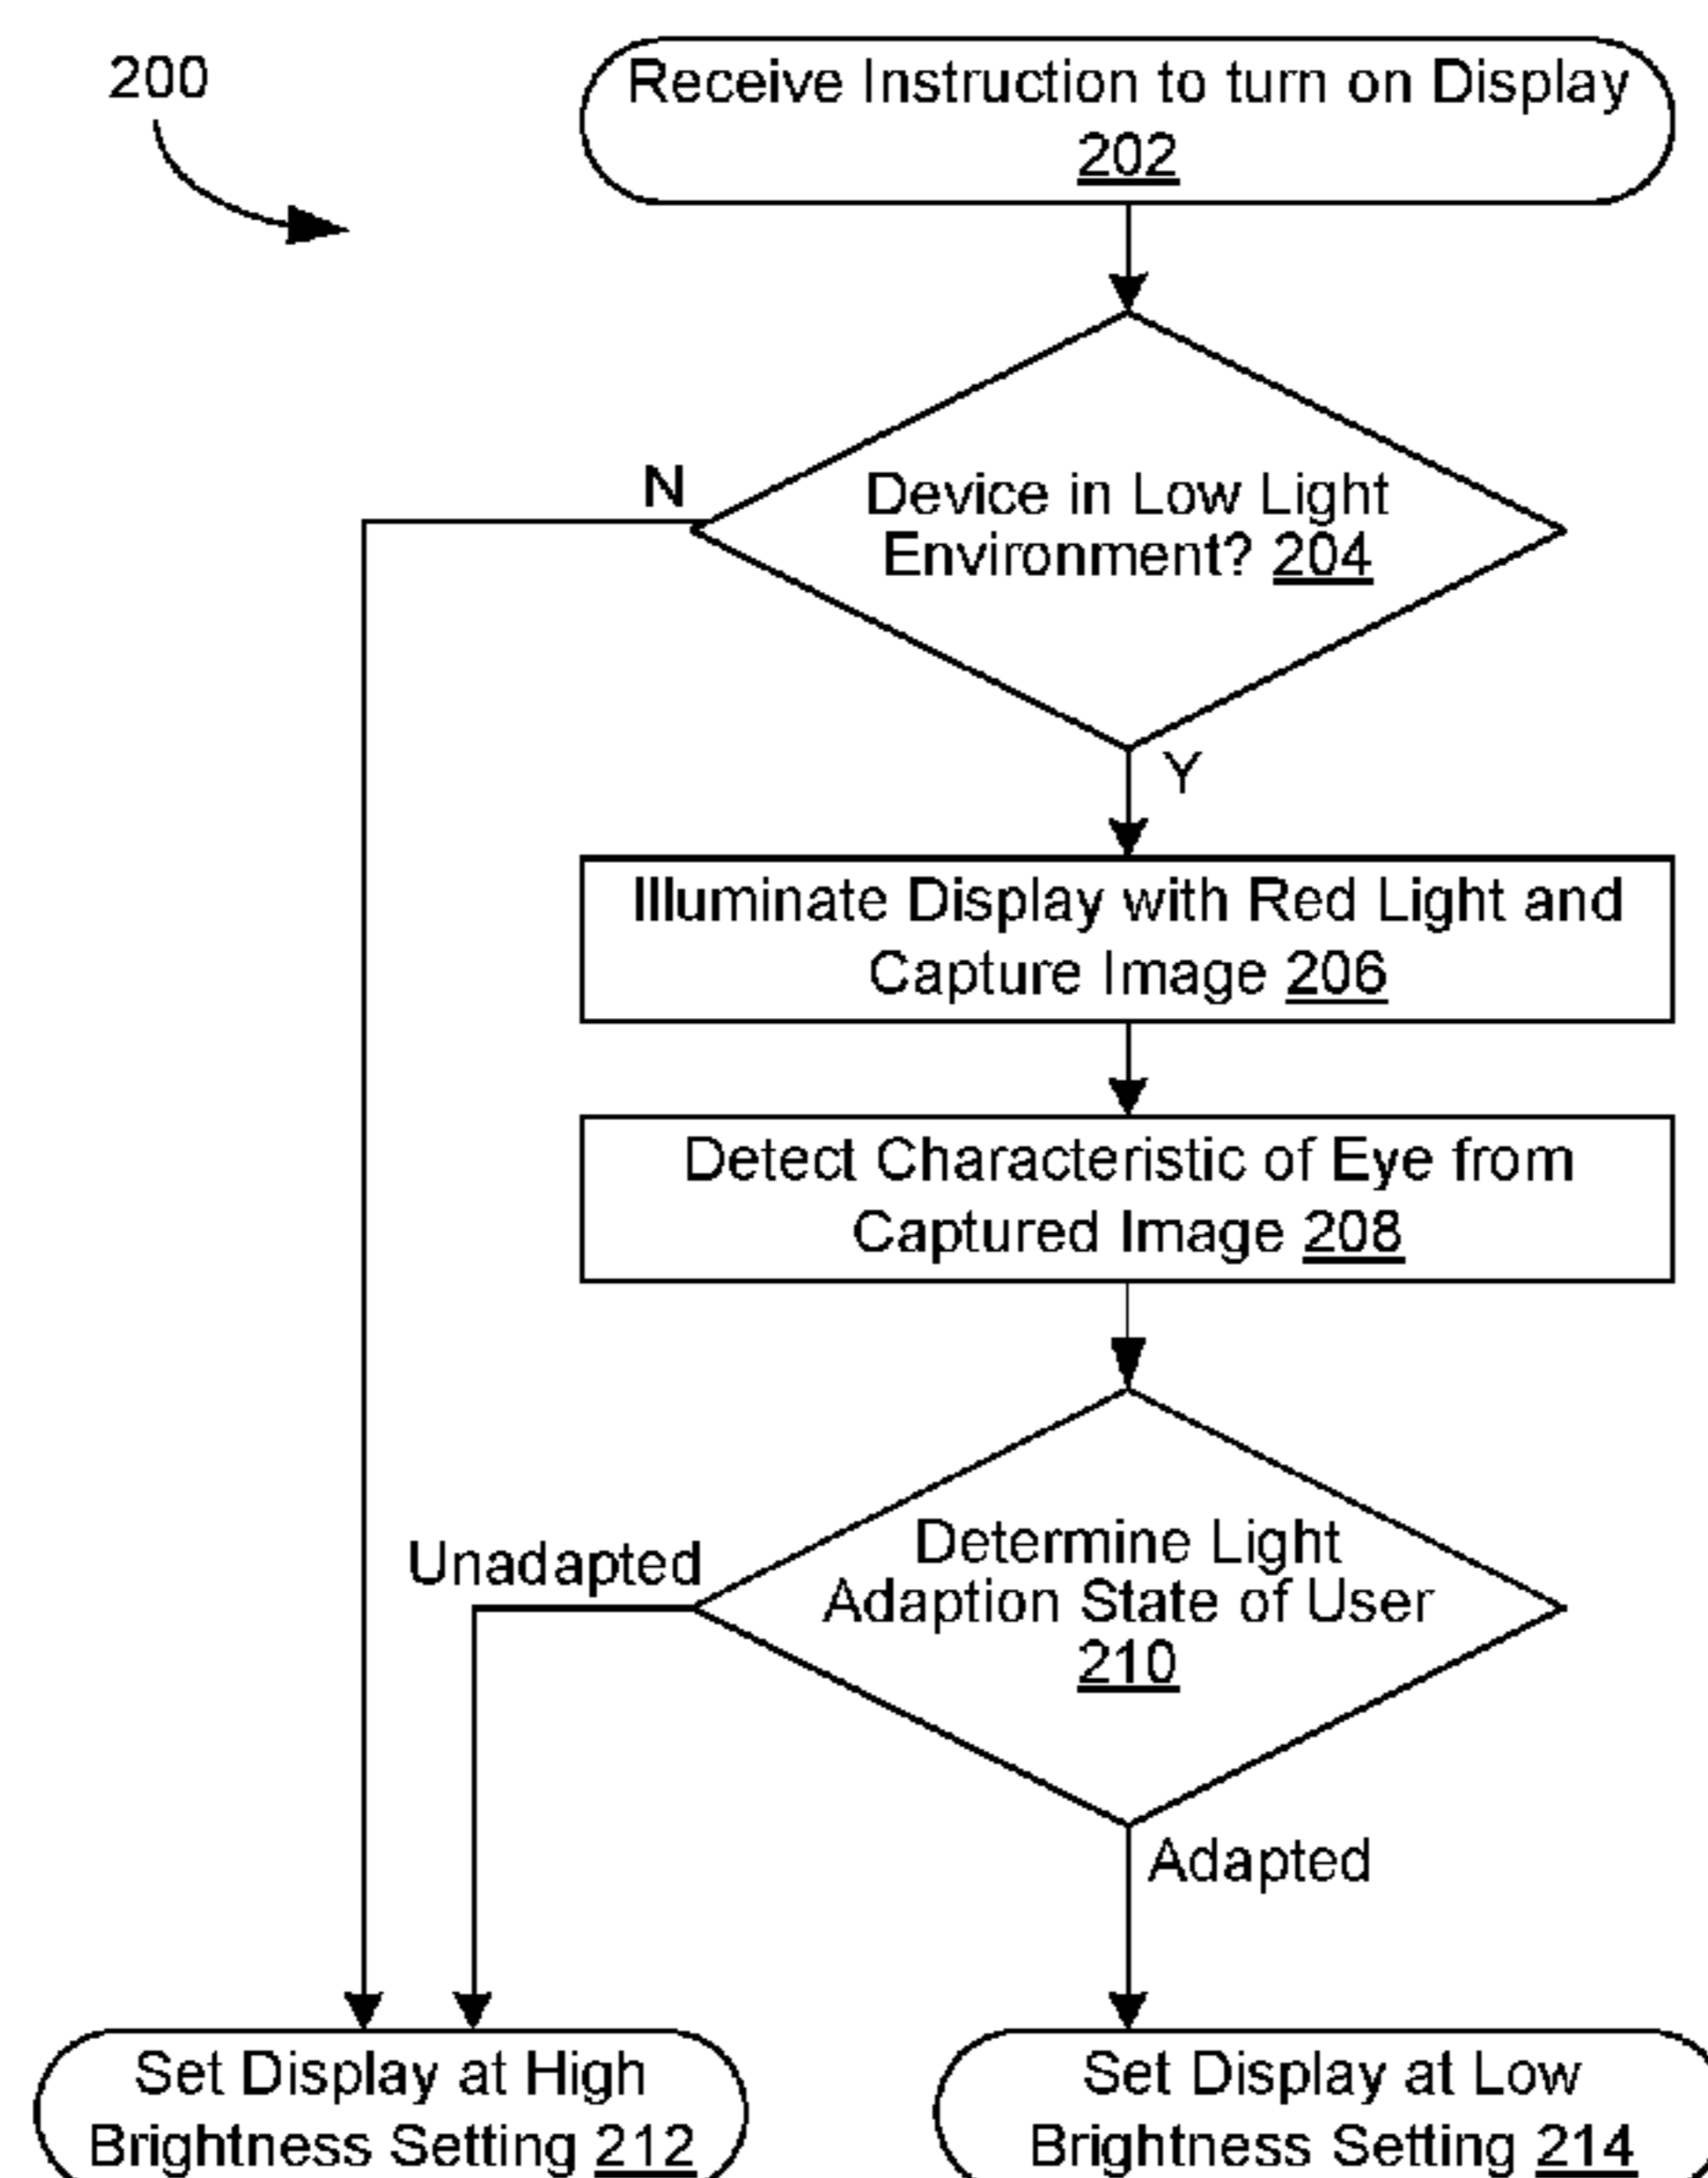 200
Receive Instruction to turn on Display
202
N
Device in Low Light
Environment? 204
Y
Illuminate Display with Red Light and
Capture Image 206
Detect Characteristic of Eye from
Captured Image 208
Unadapted
Determine Light
Adaption State of User
210
Adapted
Set Display at High
Brightness Setting 212
Set Display at Low
Brightness Setting 214